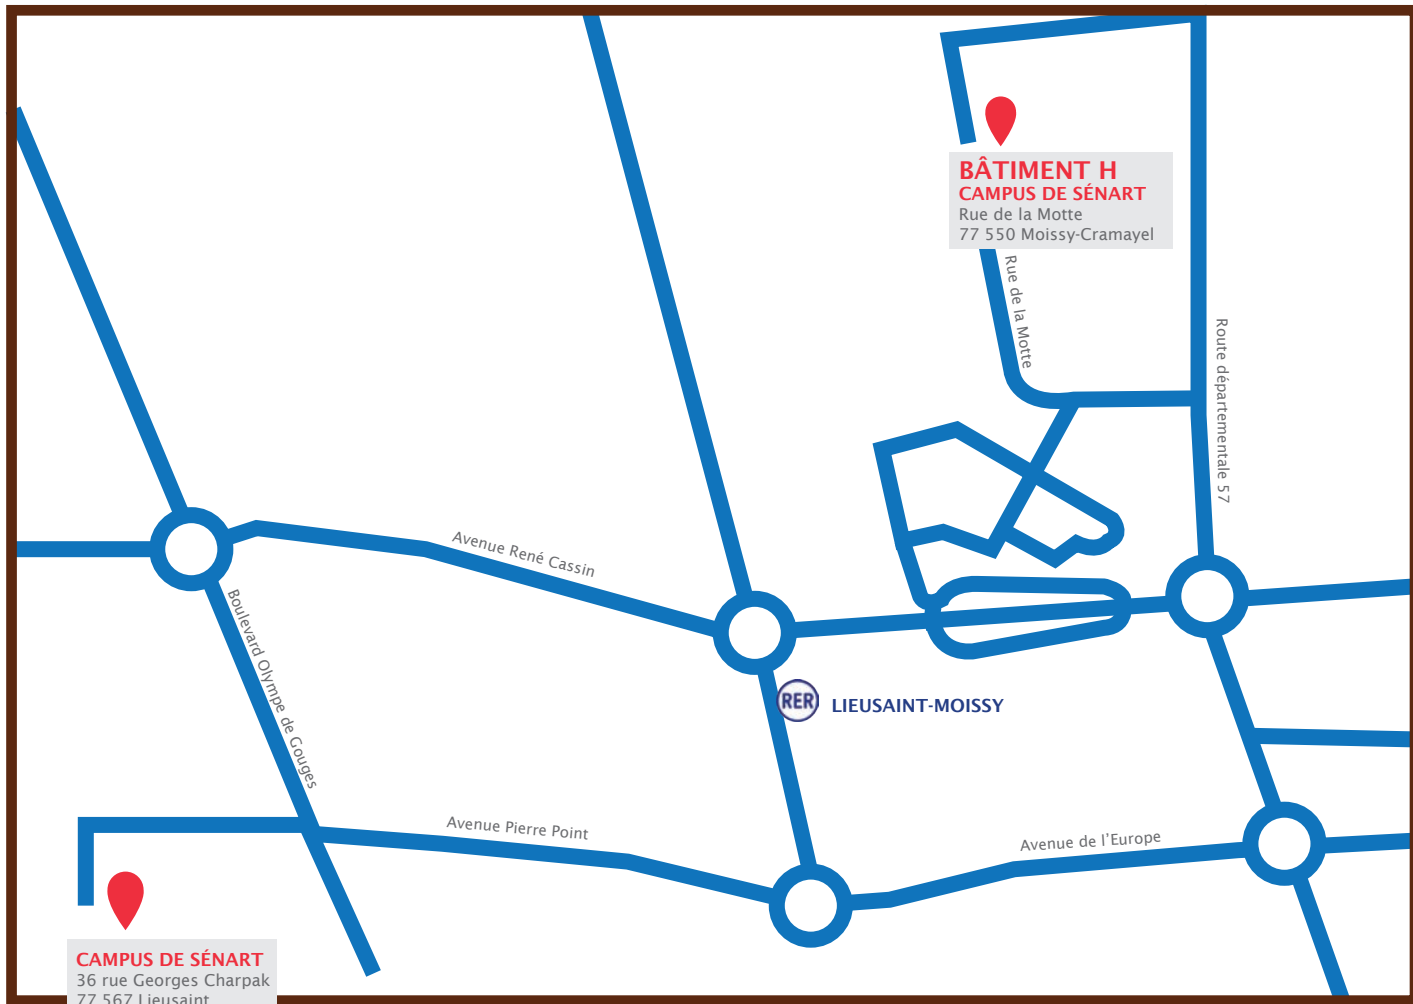 BÂTIMENT H
CAMPUS DE SÉNART
Rue de la Motte
77 550 Moissy-Cramayel
Rue de la Motte
Route départementale 57
Avenue René Cassin
Boulevard Olympe de Gouges
RER
LIEUSAINT-MOISSY
Avenue Pierre Point
Avenue de l'Europe
CAMPUS DE SÉNART
36 rue Georges Charpak
77 567 Lieusaint